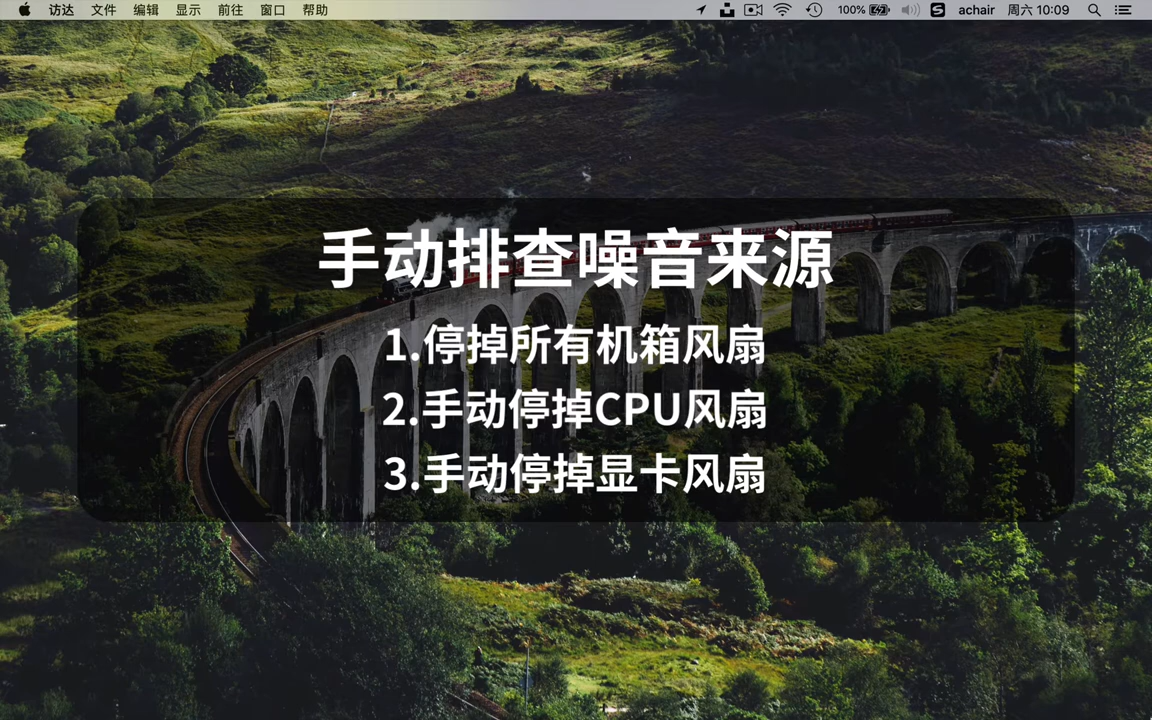 访达 文件 编辑 显示 前往 窗口 帮助 100% achair 周六 10:09
手动排查噪音来源
1.停掉所有机箱风扇
2.手动停掉CPU风扇
3.手动停掉显卡风扇